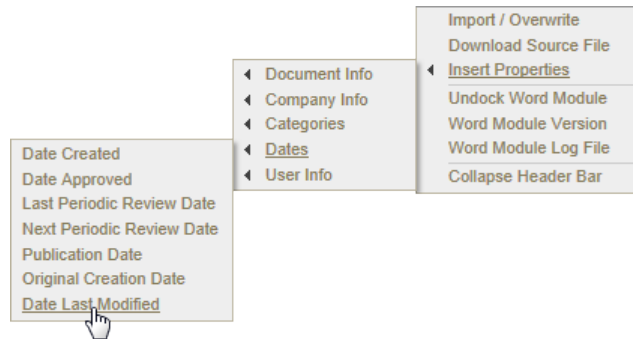 Import / Overwrite
Download Source File
Insert Properties
Undock Word Module
Word Module Version
Word Module Log File
Collapse Header Bar
Document Info
Company Info
Categories
Dates
User Info
Date Created
Date Approved
Last Periodic Review Date
Next Periodic Review Date
Publication Date
Original Creation Date
Date Last Modified